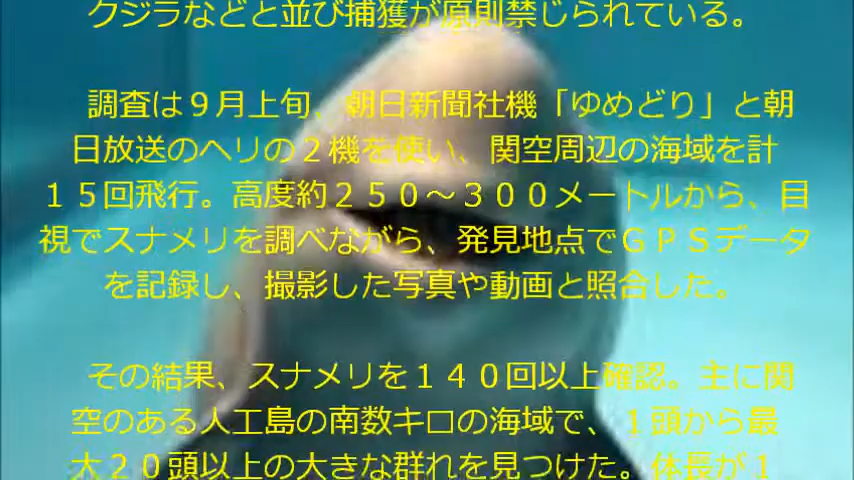 クジラなどと並び捕獲が原則禁じられている。
調査は９月上旬、朝日新聞社機「ゆめどり」と朝
日放送のヘリの２機を使い、関空周辺の海域を計
１５回飛行。高度約２５０～３００メートルから、目
視でスナメリを調べながら、発見地点でＧＰＳデータ
を記録し、撮影した写真や動画と照合した。
その結果、スナメリを１４０回以上確認。主に関
空のある人工島の南数キロの海域で、１頭から最
大２０頭以上の大きな群れを見つけた。体長が１